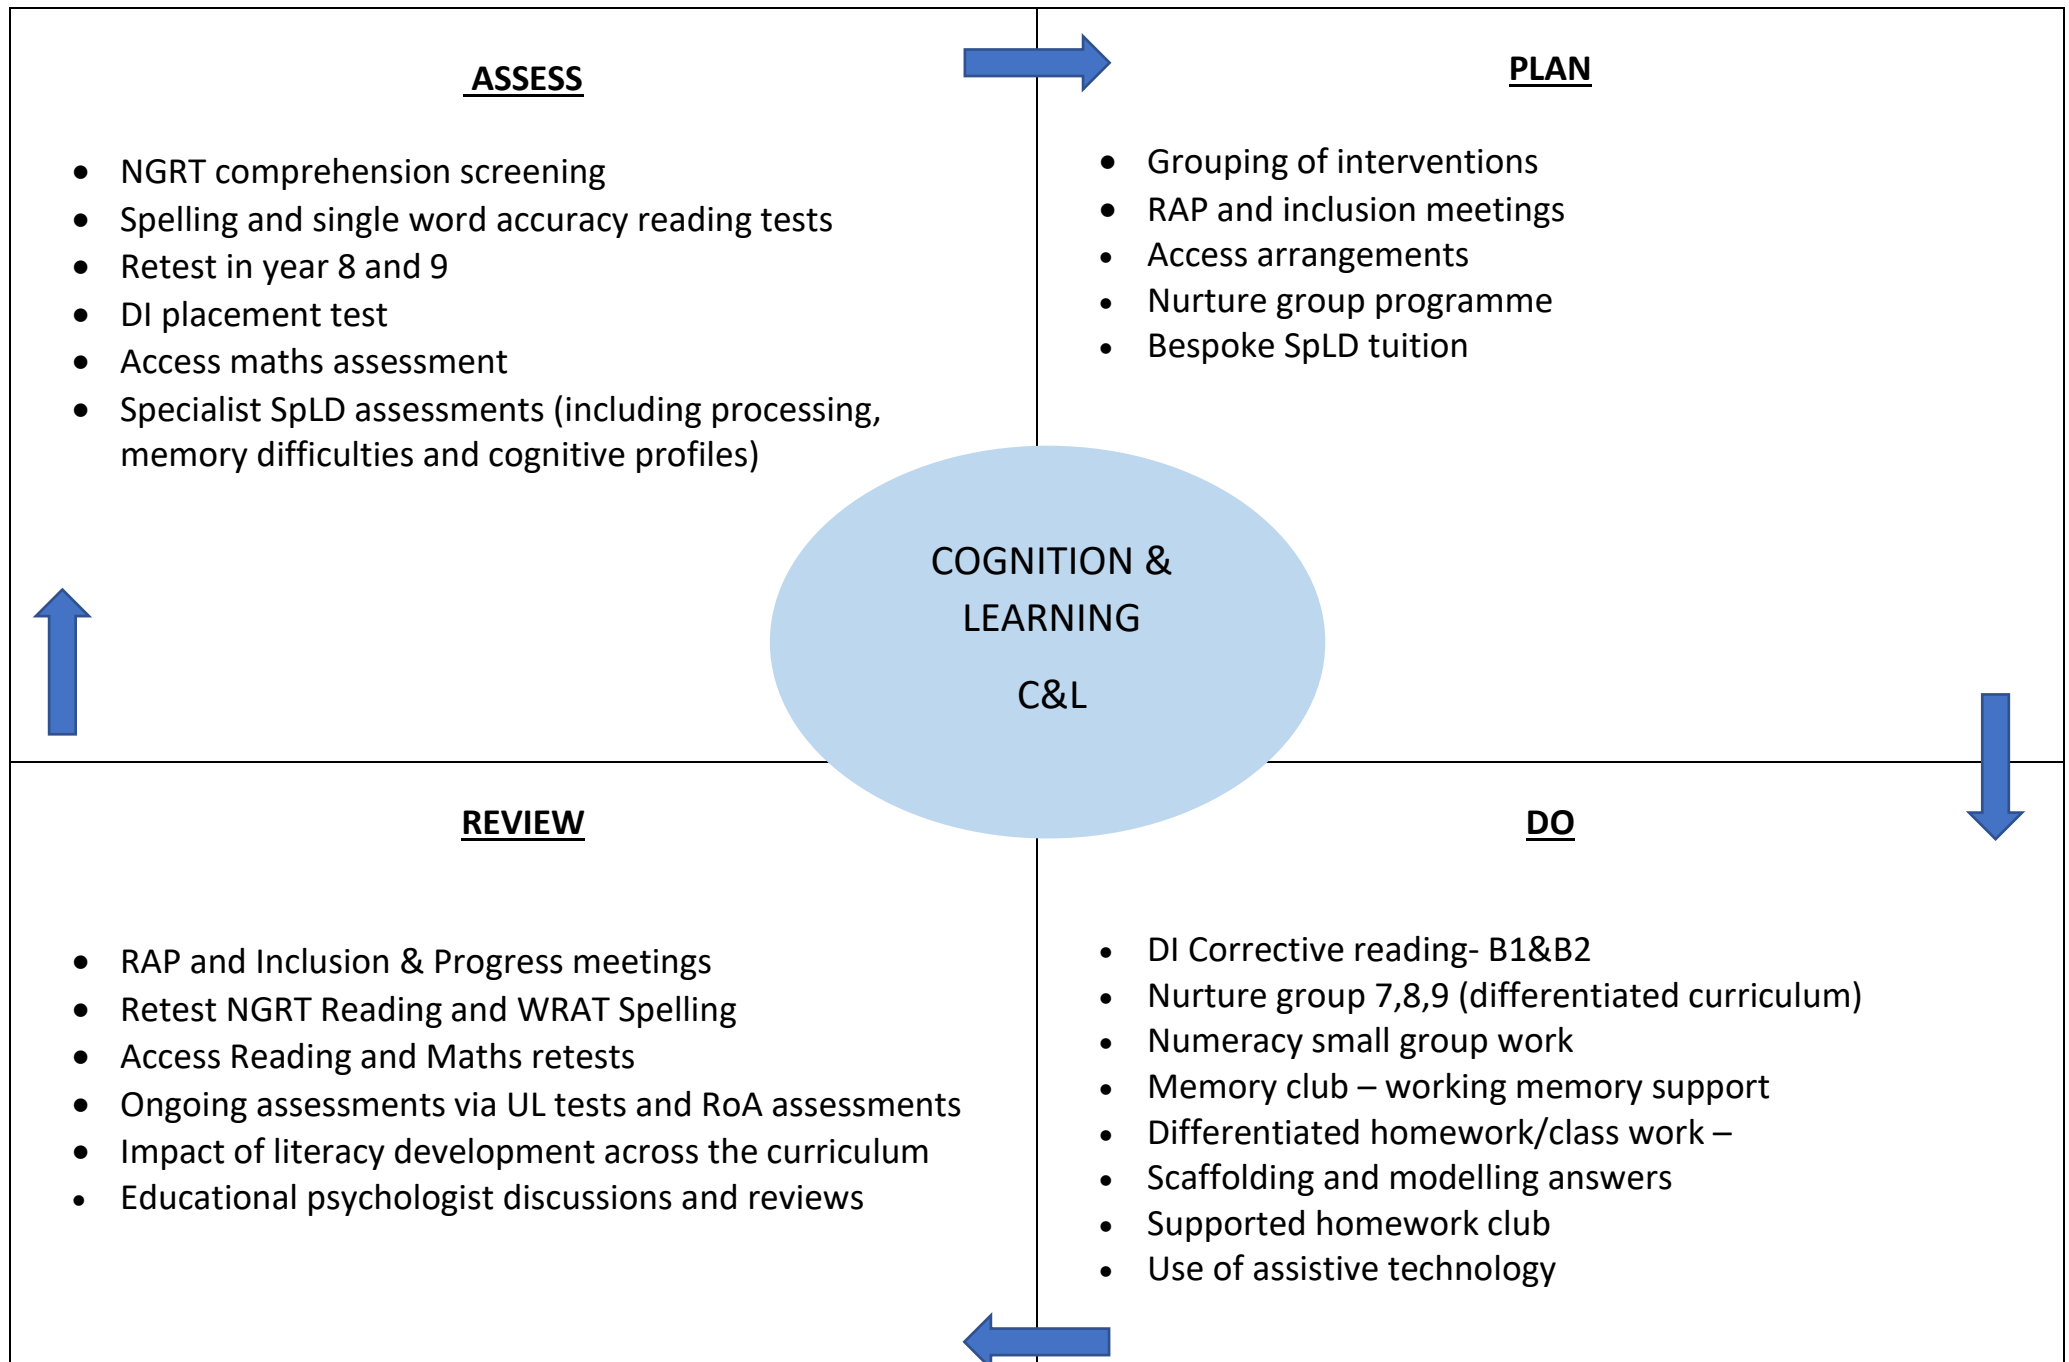 ASSESS
• NGRT comprehension screening
• Spelling and single word accuracy reading tests
• Retest in year 8 and 9
• DI placement test
• Access maths assessment
• Specialist SpLD assessments (including processing,
memory difficulties and cognitive profiles)
PLAN
• Grouping of interventions
• RAP and inclusion meetings
• Access arrangements
• Nurture group programme
• Bespoke SpLD tuition
COGNITION &
LEARNING
C&L
REVIEW
• RAP and Inclusion & Progress meetings
• Retest NGRT Reading and WRAT Spelling
• Access Reading and Maths retests
• Ongoing assessments via UL tests and RoA assessments
• Impact of literacy development across the curriculum
• Educational psychologist discussions and reviews
DO
• DI Corrective reading- B1&B2
• Nurture group 7,8,9 (differentiated curriculum)
• Numeracy small group work
• Memory club – working memory support
• Differentiated homework/class work –
• Scaffolding and modelling answers
• Supported homework club
• Use of assistive technology